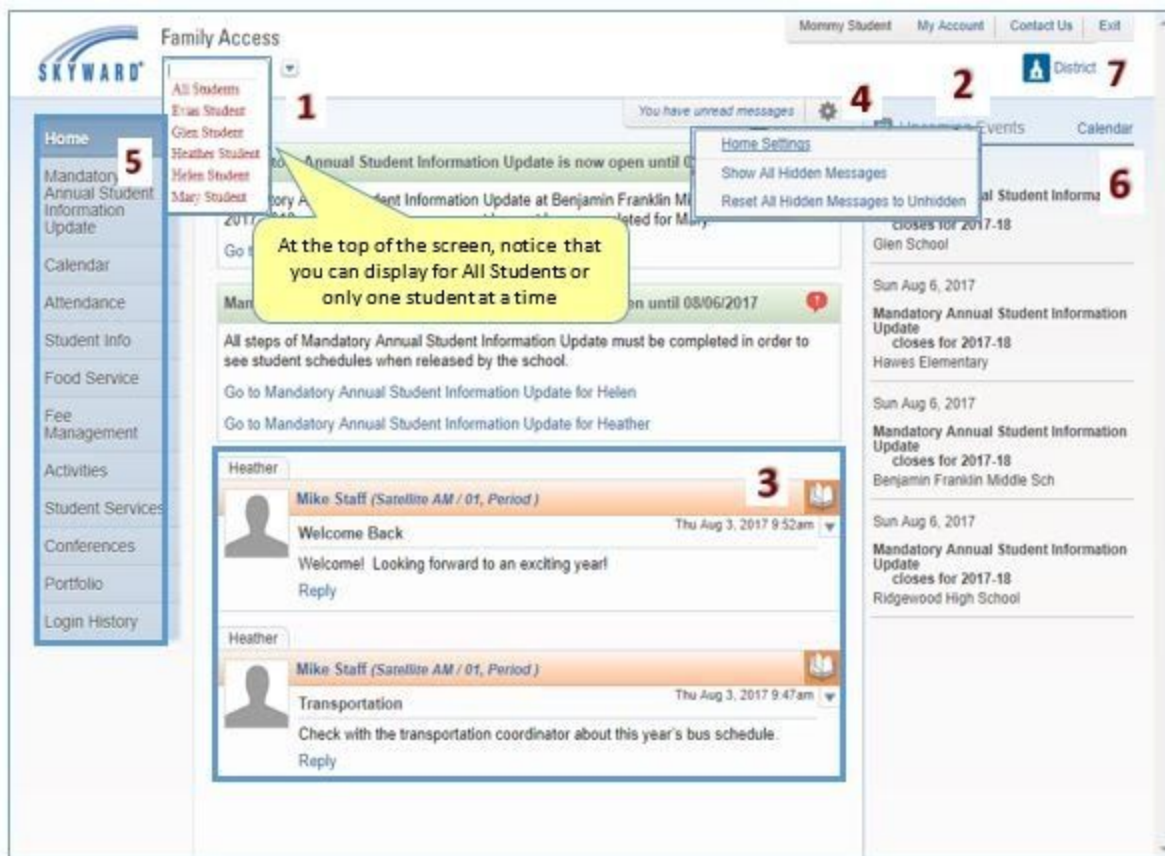 SKYWARD
Family Access
Mommy Student My Account Contact Us Exit
District 7
All Students
Evan Student
Glen Student
Heather Student
Helen Student
Mary Student
1
You have unread messages
4
2
Upcoming Events Calendar
Home Settings
Show All Hidden Messages
Reset All Hidden Messages to Unhidden
5
Home
Mandatory
Annual Student
Information
Update
Calendar
Attendance
Student Info
Food Service
Fee
Management
Activities
Student Services
Conferences
Portfolio
Login History
Annual Student Information Update is now open until
dent Information Update at Benjamin Franklin
Mary.
At the top of the screen, notice that
you can display for All Students or
only one student at a time
en until 08/06/2017
All steps of Mandatory Annual Student Information Update must be completed in order to
see student schedules when released by the school.
Go to Mandatory Annual Student Information Update for Helen
Go to Mandatory Annual Student Information Update for Heather
Heather
Mike Staff (Satellite AM / 01, Period )
3
Welcome Back
Thu Aug 3, 2017 9:52am
Welcome! Looking forward to an exciting year!
Reply
Heather
Mike Staff (Satellite AM / 01, Period )
Transportation
Thu Aug 3, 2017 9:47am
Check with the transportation coordinator about this year's bus schedule.
Reply
6
Student
closes for 2017-18
Glen School
Sun Aug 6, 2017
Mandatory Annual Student Information
Update
closes for 2017-18
Hawes Elementary
Sun Aug 6, 2017
Mandatory Annual Student Information
Update
closes for 2017-18
Benjamin Franklin Middle Sch
Sun Aug 6, 2017
Mandatory Annual Student Information
Update
closes for 2017-18
Ridgewood High School